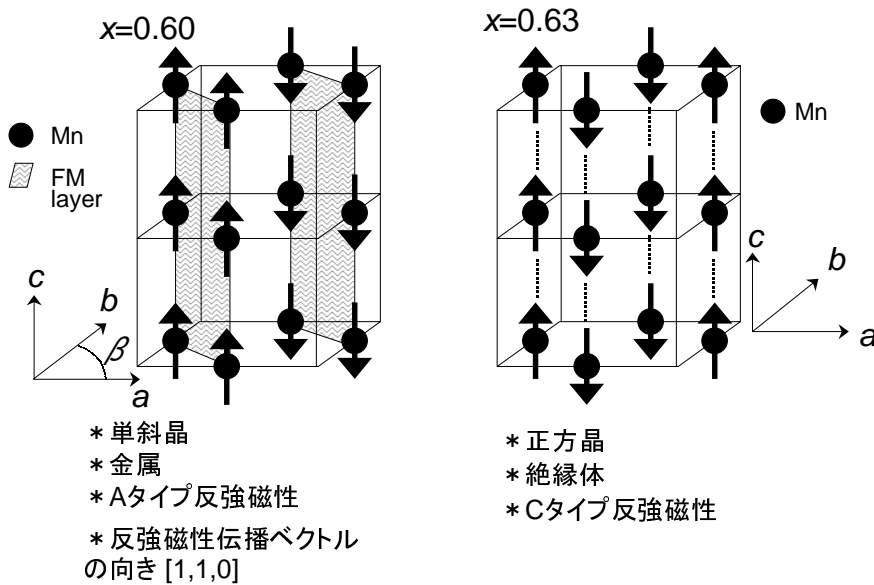 x=0.60
Mn
FM
layer
c
b
β
a
*単斜晶
*金属
*Aタイプ反強磁性
*反強磁性伝播ベクトル
の向き [1,1,0]
x=0.63
Mn
c
b
a
*正方晶
*絶縁体
*Cタイプ反強磁性